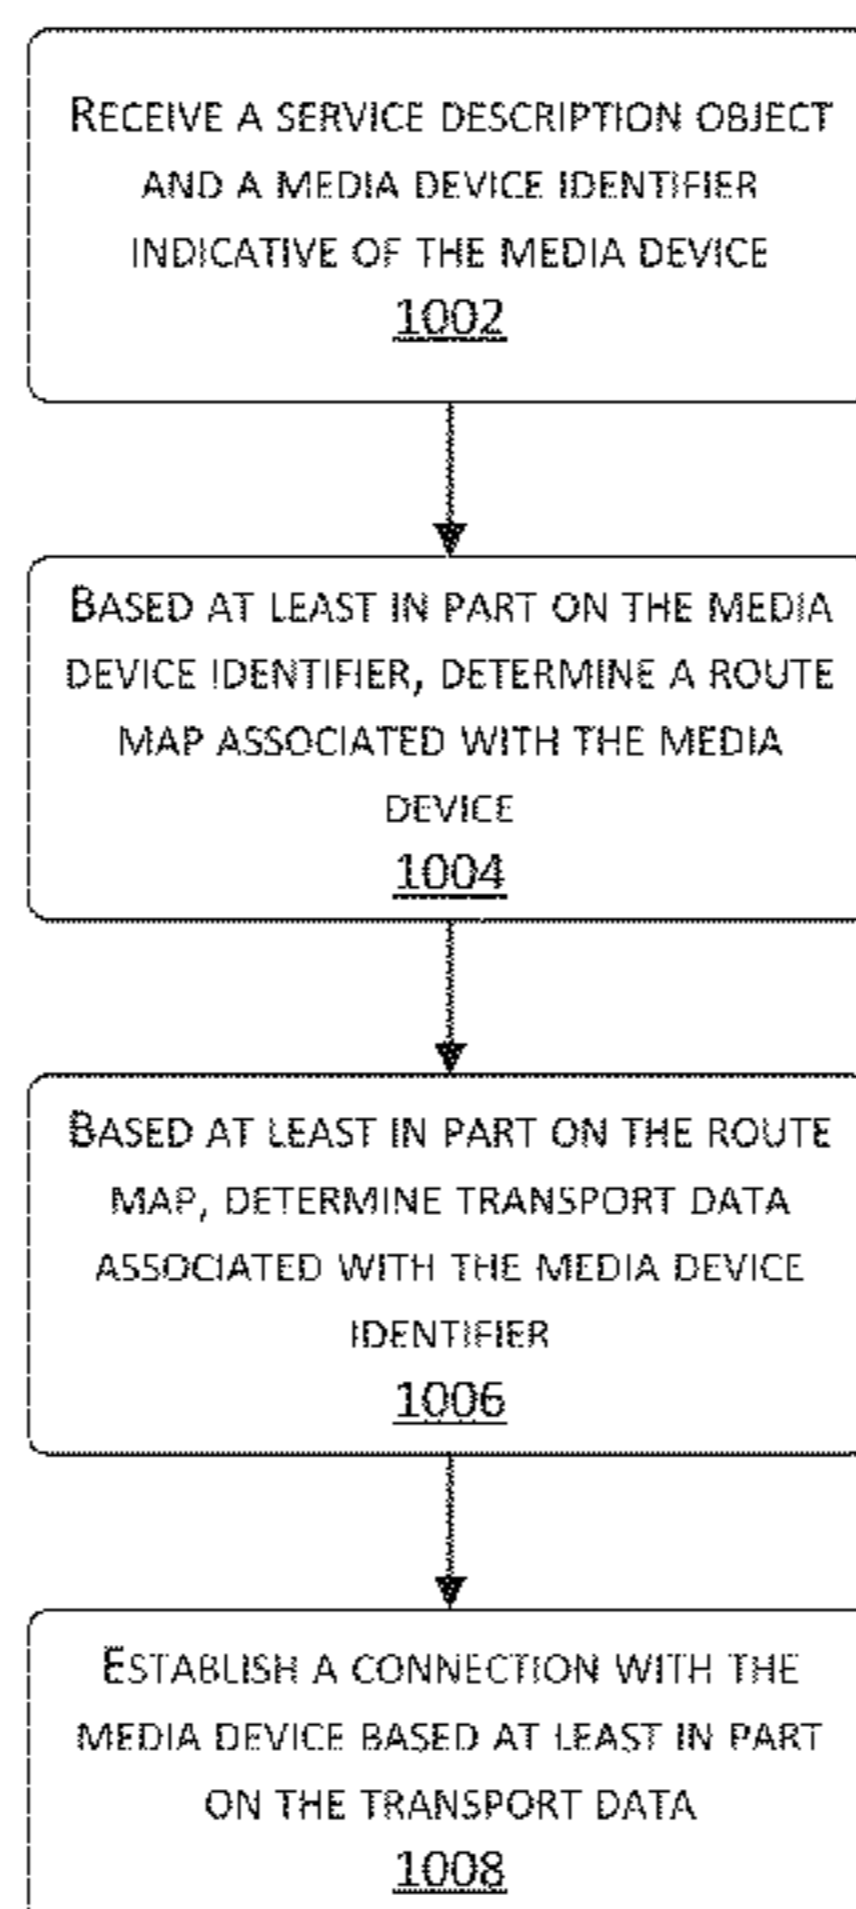 RECEIVE A SERVICE DESCRIPTION OBJECT
AND A MEDIA DEVICE IDENTIFIER
INDICATIVE OF THE MEDIA DEVICE
1002
BASED AT LEAST IN PART ON THE MEDIA
DEVICE IDENTIFIER, DETERMINE A ROUTE
MAP ASSOCIATED WITH THE MEDIA
DEVICE
1004
BASED AT LEAST IN PART ON THE ROUTE
MAP, DETERMINE TRANSPORT DATA
ASSOCIATED WITH THE MEDIA DEVICE
IDENTIFIER
1006
ESTABLISH A CONNECTION WITH THE
MEDIA DEVICE BASED AT LEAST IN PART
ON THE TRANSPORT DATA
1008